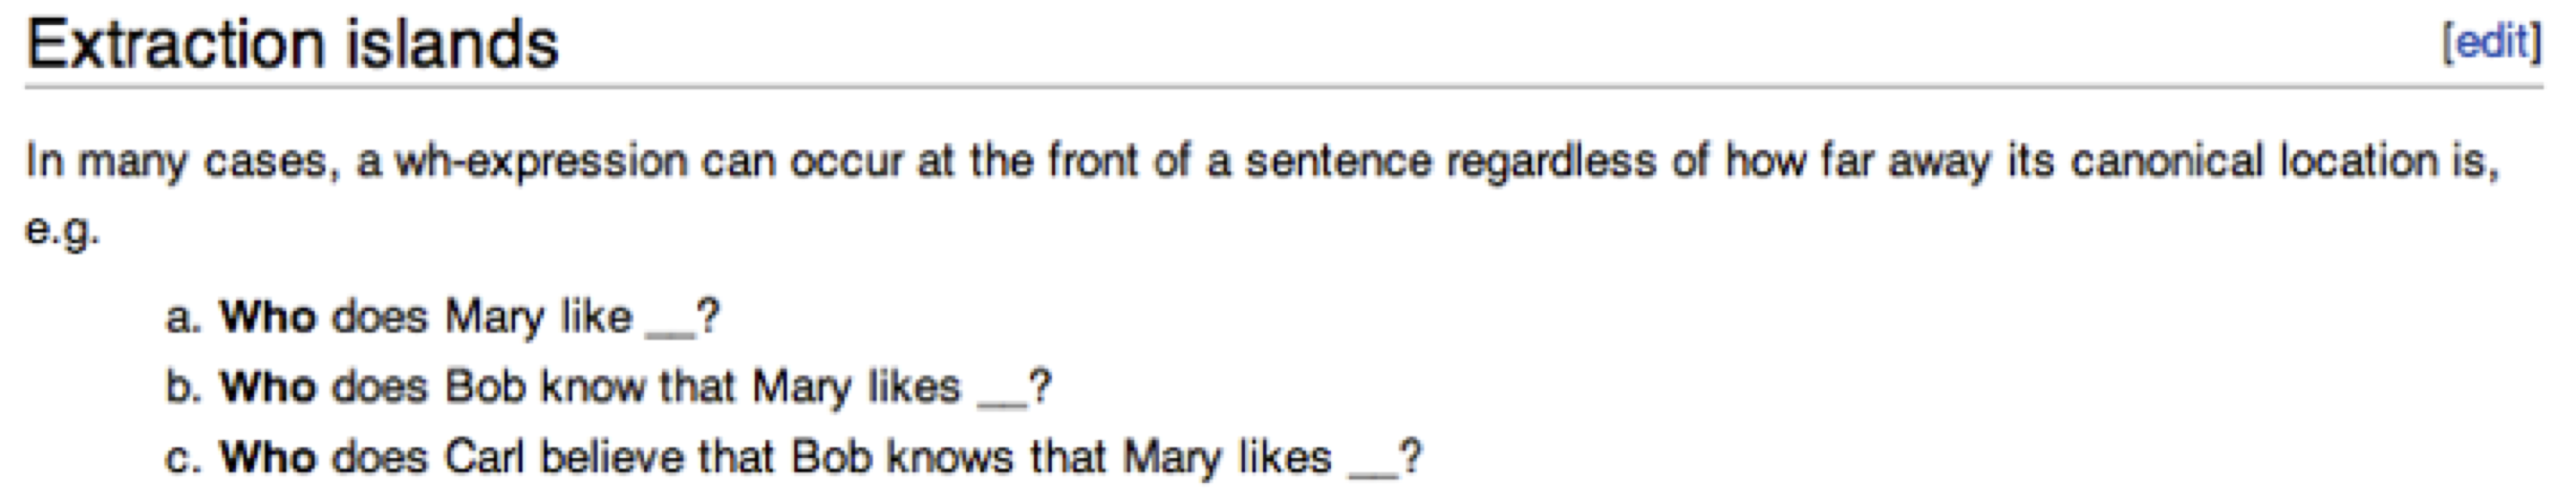 Extraction islands [edit]
In many cases, a wh-expression can occur at the front of a sentence regardless of how far away its canonical location is,
e.g.
a. Who does Mary like __?
b. Who does Bob know that Mary likes __?
c. Who does Carl believe that Bob knows that Mary likes __?